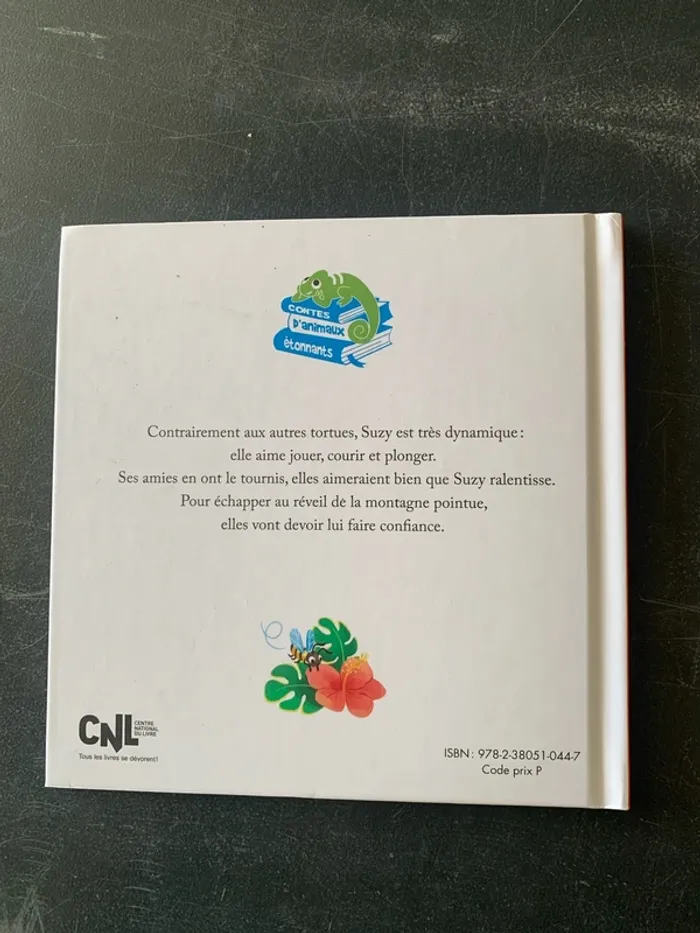 CONTES
D'animaux
étonnants
Contrairement aux autres tortues, Suzy est très dynamique :
elle aime jouer, courir et plonger.
Ses amies en ont le tournis, elles aimeraient bien que Suzy ralentisse.
Pour échapper au réveil de la montagne pointue,
elles vont devoir lui faire confiance.
CNL
CENTRE
NATIONAL
DU LIVRE
Tous les livres se dévorent!
ISBN : 978-2-38051-044-7
Code prix P